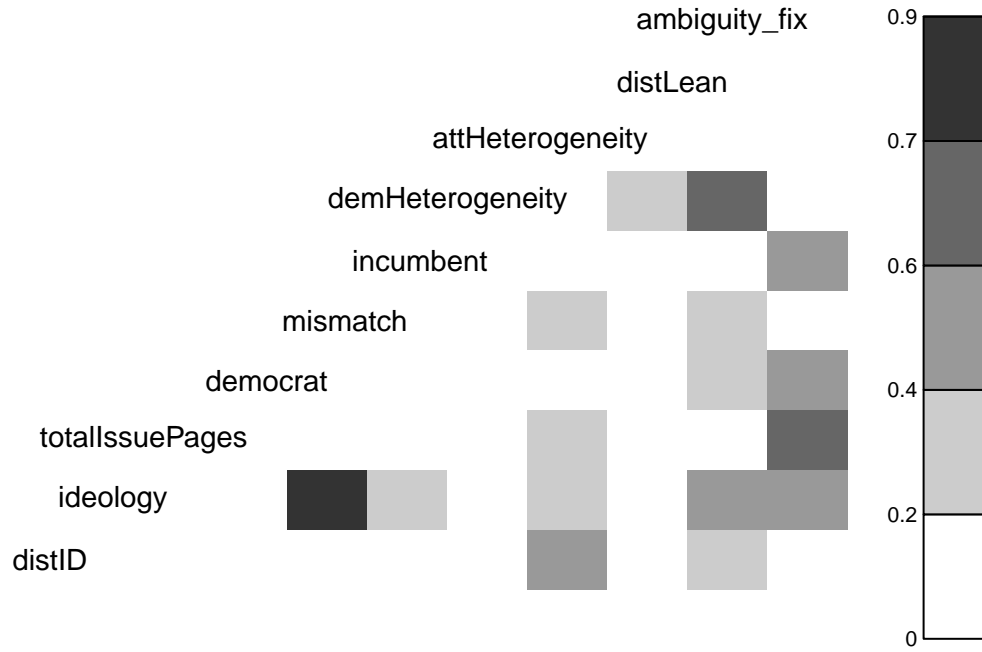 ambiguity_fix
distLean
attHeterogeneity
demHeterogeneity
incumbent
mismatch
democrat
totalIssuePages
ideology
distID
0.9
0.7
0.6
0.4
0.2
0